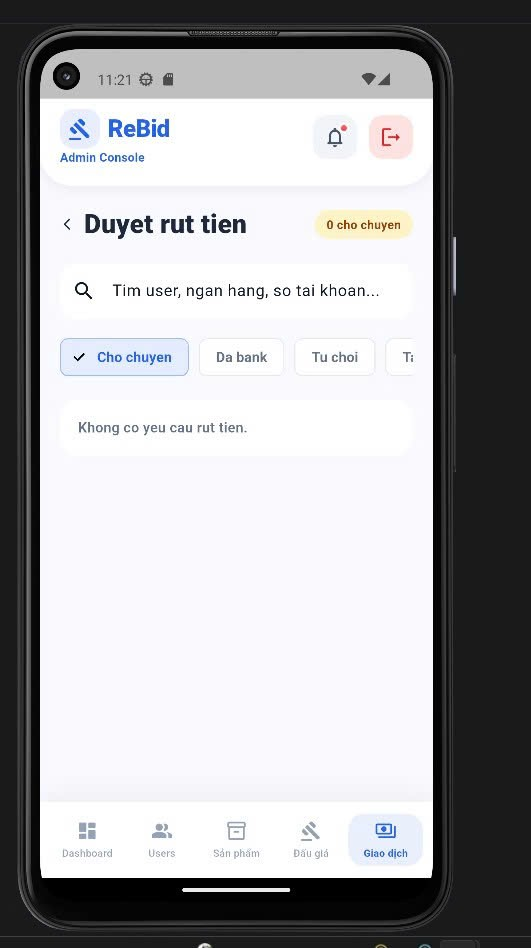 11:21
ReBid
Admin Console
Duyet rut tien
0 cho chuyen
Tim user, ngan hang, so tai khoan...
Cho chuyen
Da bank
Tu choi
Khong co yeu cau rut tien.
Dashboard
Users
Sản phẩm
Đấu giá
Giao dịch